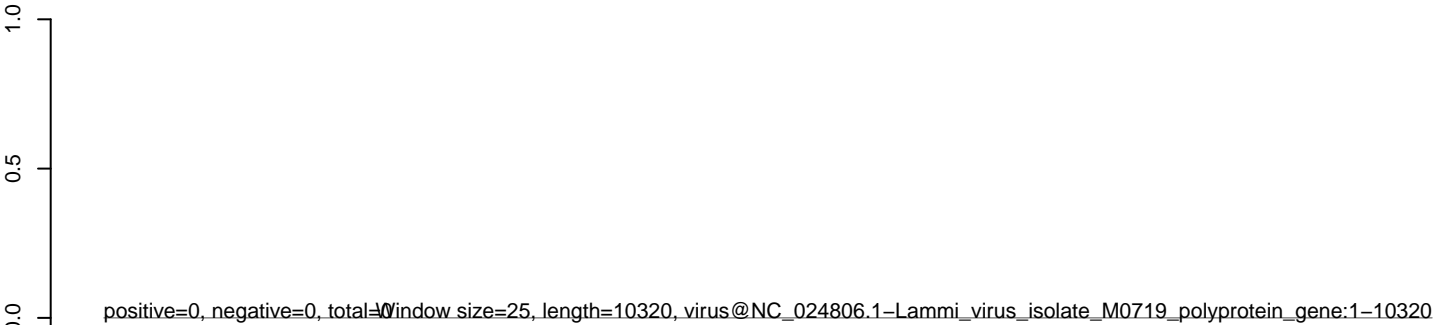 1.0
0.5
0.0
positive=0, negative=0, total=0
Window size=25, length=10320, virus@NC_024806.1–Lammi_virus_isolate_M0719_polyprotein_gene:1–10320